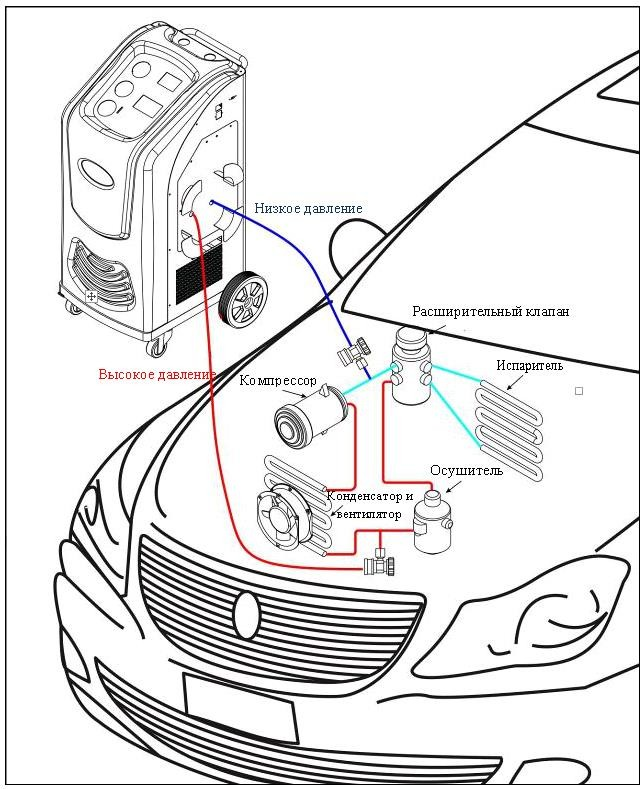 Низкое давление
Расширительный клапан
Высокое давление
Компрессор
Испаритель
Осушитель
Конденсатор и
вентилятор